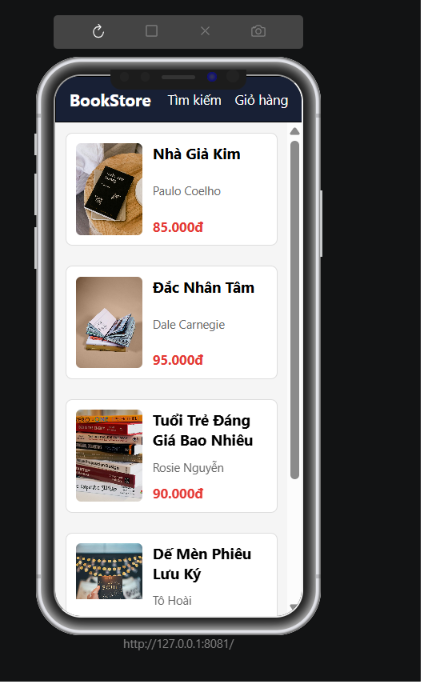 BookStore Tìm kiếm Giỏ hàng
Nhà Giả Kim
Paulo Coelho
85.000đ
Đắc Nhân Tâm
Dale Carnegie
95.000đ
Tuổi Trẻ Đáng
Giá Bao Nhiêu
Rosie Nguyễn
90.000đ
Dế Mèn Phiêu
Lưu Ký
Tô Hoài
http://127.0.0.1:8081/